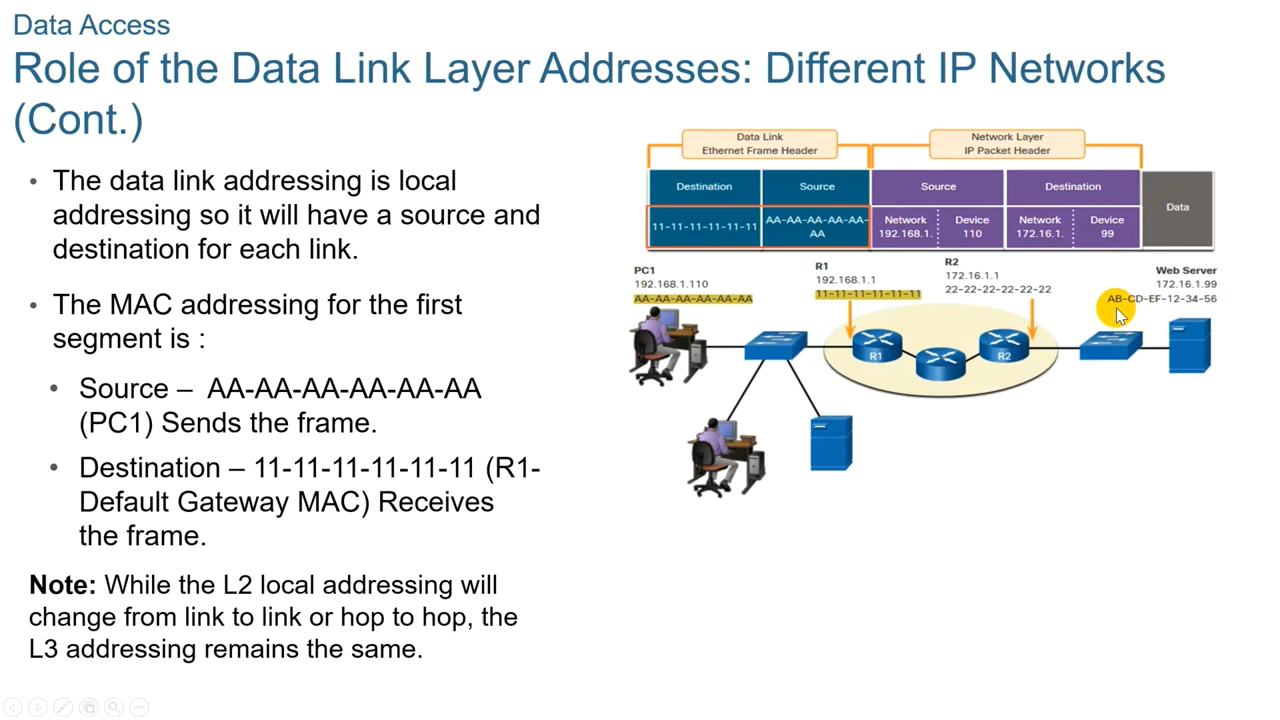 Data Access
Role of the Data Link Layer Addresses: Different IP Networks
(Cont.)
• The data link addressing is local
addressing so it will have a source and
destination for each link.
• The MAC addressing for the first
segment is :
• Source – AA-AA-AA-AA-AA-AA
(PC1) Sends the frame.
• Destination – 11-11-11-11-11-11 (R1-
Default Gateway MAC) Receives
the frame.
Note: While the L2 local addressing will
change from link to link or hop to hop, the
L3 addressing remains the same.
Data Link
Ethernet Frame Header
Network Layer
IP Packet Header
Destination
Source
Source
Destination
Data
11-11-11-11-11-11
AA-AA-AA-AA-AA-
AA
Network
192.168.1.
Device
110
Network
172.16.1.
Device
99
PC1
192.168.1.110
AA-AA-AA-AA-AA-AA
R1
192.168.1.1
11-11-11-11-11-11
R2
172.16.1.1
22-22-22-22-22-22
Web Server
172.16.1.99
AB-CD-EF-12-34-56
R1
R2